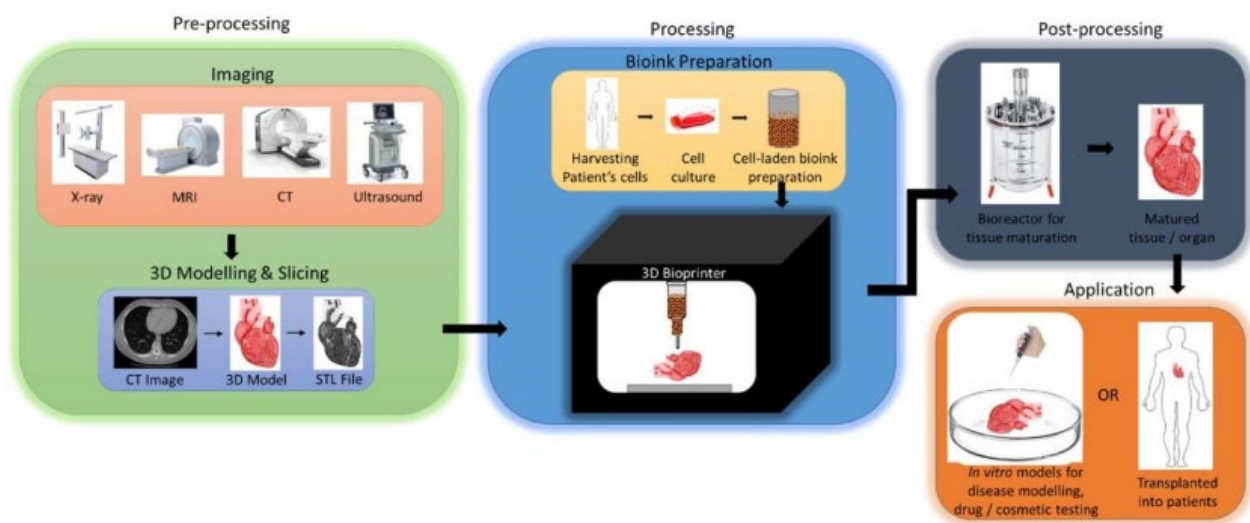 Pre-processing
Imaging
X-ray
MRI
CT
Ultrasound
3D Modelling & Slicing
CT Image
3D Model
STL File
Processing
Bioink Preparation
Harvesting
Patient's cells
Cell
culture
Cell-laden bioink
preparation
3D Bioprinter
Post-processing
Bioreactor for
tissue maturation
Matured
tissue / organ
Application
OR
In vitro models for
disease modelling,
drug / cosmetic testing
Transplanted
into patients